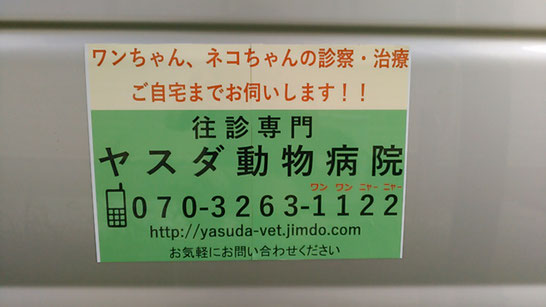 ワンちゃん、ネコちゃんの診察・治療
ご自宅までお伺いします！！
往診専門
ヤスダ動物病院
ワン ワン ニャー ニャー
070-3263-1122
http://yasuda-vet.jimdo.com
お気軽にお問い合わせください